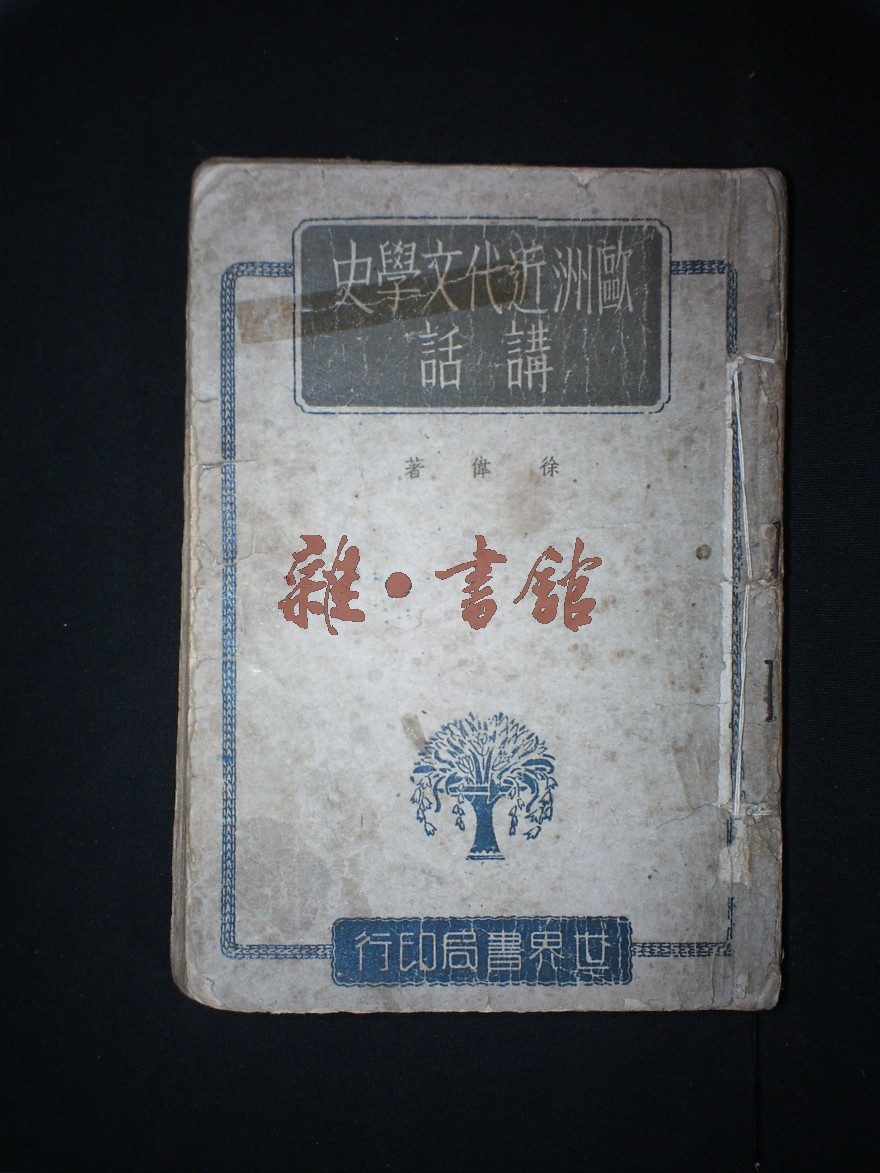 歐洲近代文學史
講話
徐偉著
雜·書館
世界書局印行